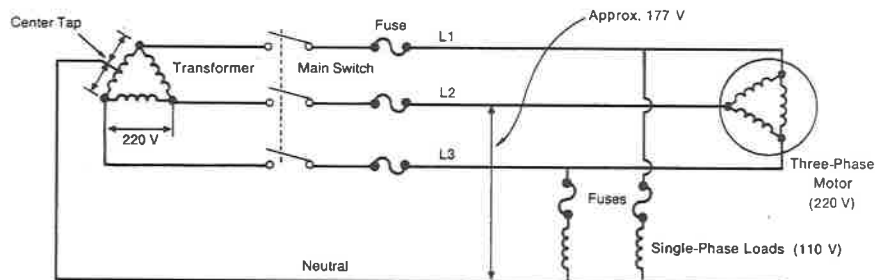 Approx. 177 V
Center Tap
Fuse
L1
Transformer
Main Switch
L2
220 V
L3
Three-Phase
Motor
(220 V)
Fuses
Single-Phase Loads (110 V)
Neutral